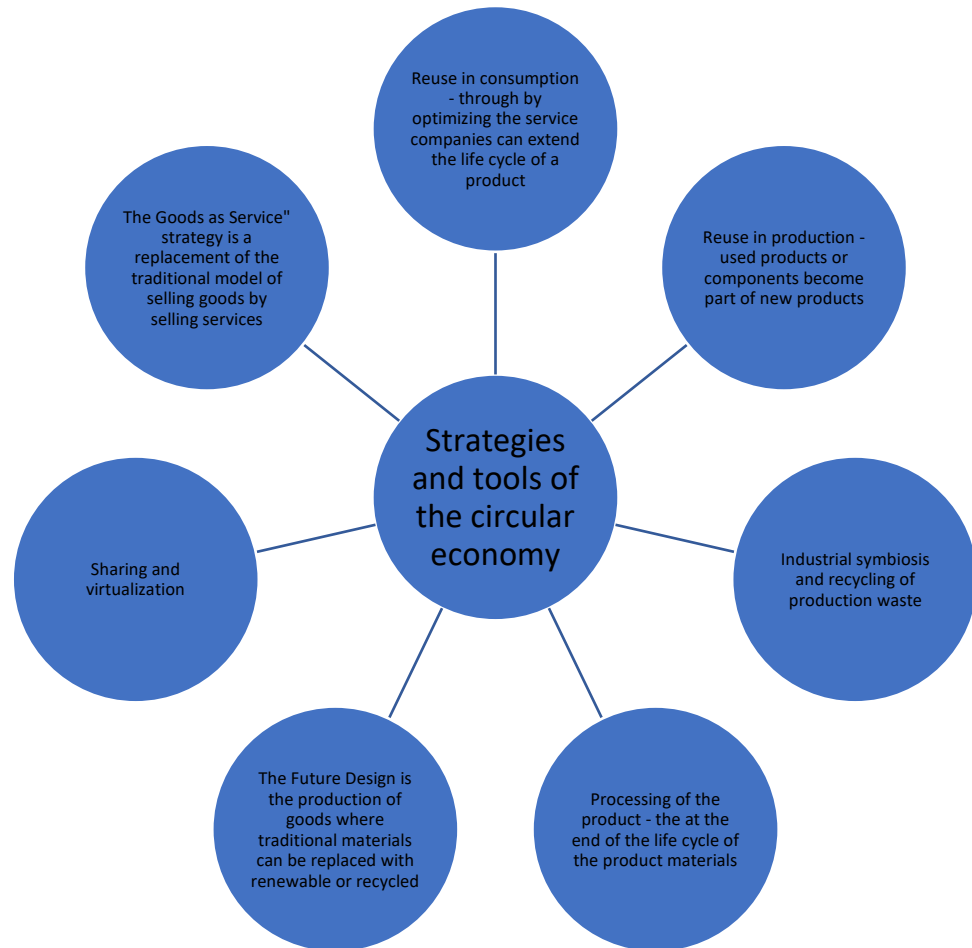 Reuse in consumption
- through by
optimizing the service
companies can extend
the life cycle of a
product
Reuse in production -
used products or
components become
part of new products
Industrial symbiosis
and recycling of
production waste
Processing of the
product - the at the
end of the life cycle of
the product materials
The Future Design is
the production of
goods where
traditional materials
can be replaced with
renewable or recycled
Sharing and
virtualization
The Goods as Service"
strategy is a
replacement of the
traditional model of
selling goods by
selling services
Strategies
and tools of
the circular
economy